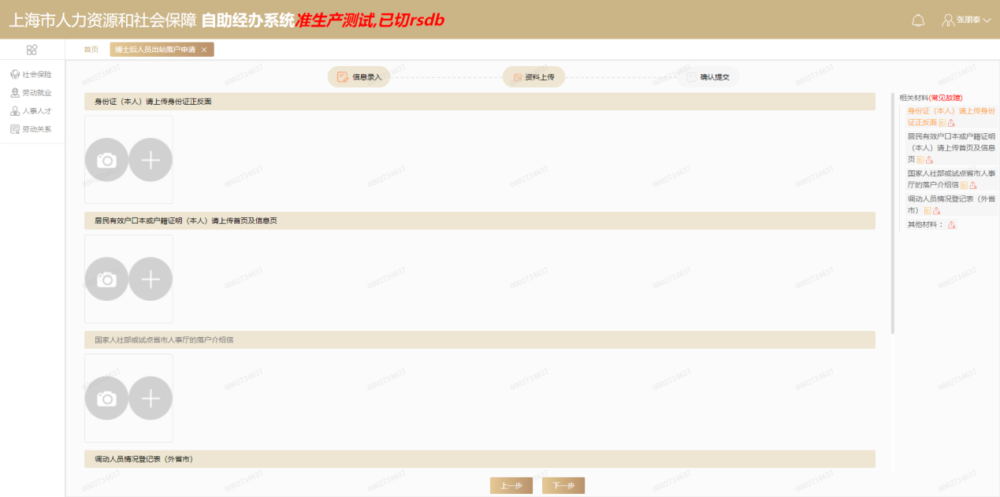 上海市人力资源和社会保障 自助经办系统准生产测试,已切rsdb
张朋泰
首页
博士后人员出站落户申请 ×
社会保险
劳动就业
人事人才
劳动关系
信息录入
资料上传
确认提交
身份证（本人）请上传身份证正反面
居民有效户口本或户籍证明（本人）请上传首页及信息页
国家人社部或试点省市人事厅的落户介绍信
调动人员情况登记表（外省市）
上一步
下一步
相关材料(常见故障)
身份证（本人）请上传身份
证正反面
居民有效户口本或户籍证明
（本人）请上传首页及信息
页
国家人社部或试点省市人事
厅的落户介绍信
调动人员情况登记表（外省
市）
其他材料：
0002734637